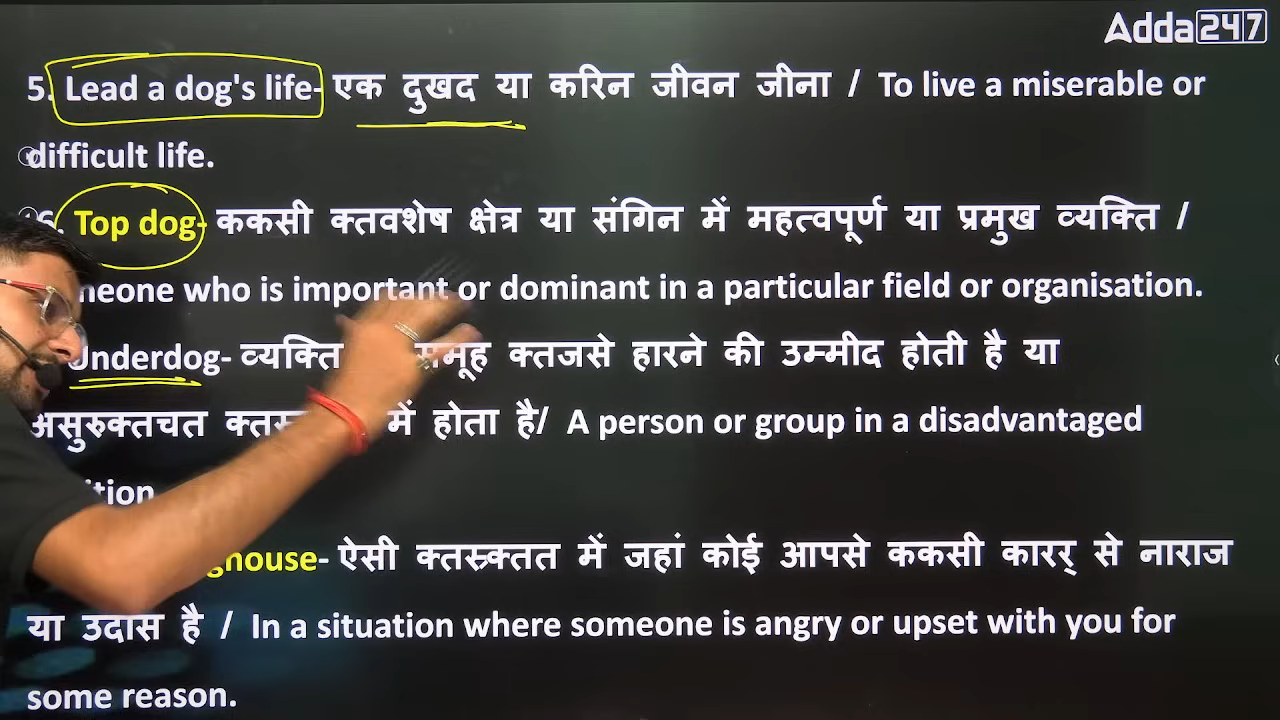 Adda247
5. Lead a dog's life- एक दुखद या करिन जीवन जीना / To live a miserable or
difficult life.
6. Top dog- ककसी क्तवशेष क्षेत्र या संगिन में महत्वपूर्ण या प्रमुख व्यक्ति /
who is important or dominant in a particular field or organisation.
Underdog- व्यक्ति समूह क्तजसे हारने की उम्मीद होती है या
असुरुक्तचत में होता है/ A person or group in a disadvantaged
ऐसी क्तस्र्क्तत में जहां कोई आपसे ककसी कारर् से नाराज
या उदास है / In a situation where someone is angry or upset with you for
some reason.